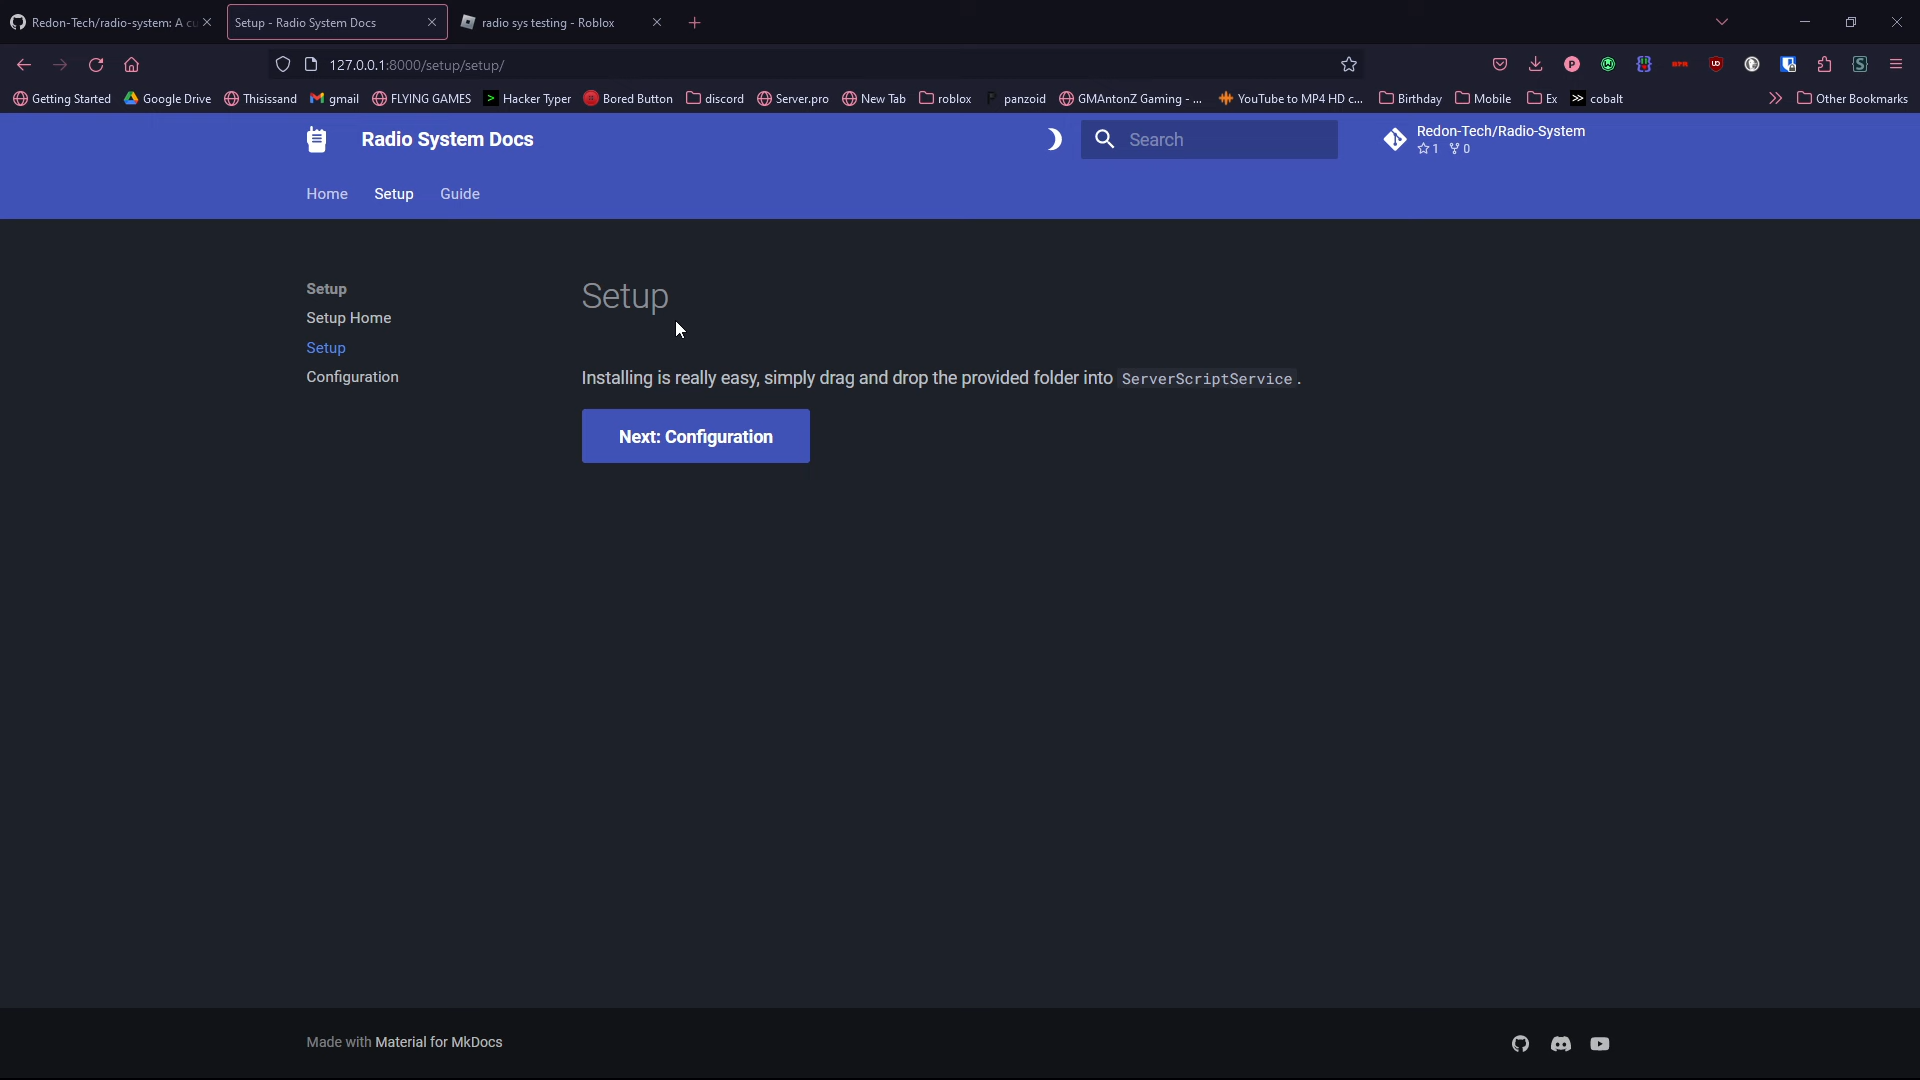 Redon-Tech/radio-system: A cu
Setup - Radio System Docs
radio sys testing - Roblox
127.0.0.1:8000/setup/setup/
Getting Started
Google Drive
Thisissand
gmail
FLYING GAMES
Hacker Typer
Bored Button
discord
Server.pro
New Tab
roblox
panzoid
GMAntonZ Gaming - ...
YouTube to MP4 HD c...
Birthday
Mobile
Ex
cobalt
Other Bookmarks
Radio System Docs
Search
Redon-Tech/Radio-System
1 0
Home
Setup
Guide
Setup
Setup Home
Setup
Configuration
Setup
Installing is really easy, simply drag and drop the provided folder into ServerScriptService.
Next: Configuration
Made with Material for MkDocs